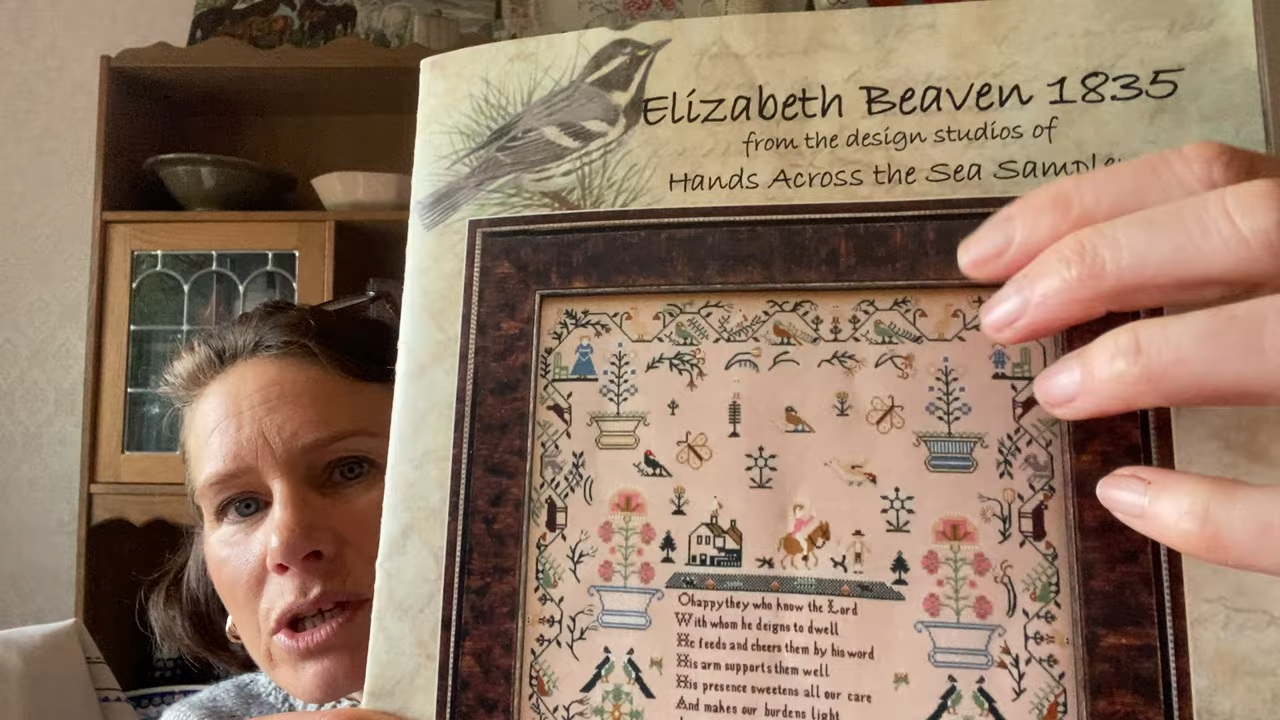 Elizabeth Beaven 1835
from the design studios of
Hands Across the Sea
O happy they who know the Lord
With whom he deigns to dwell
He feeds and cheers them by his word
His arm supports them well
His presence sweetens all our care
And makes our burdens light